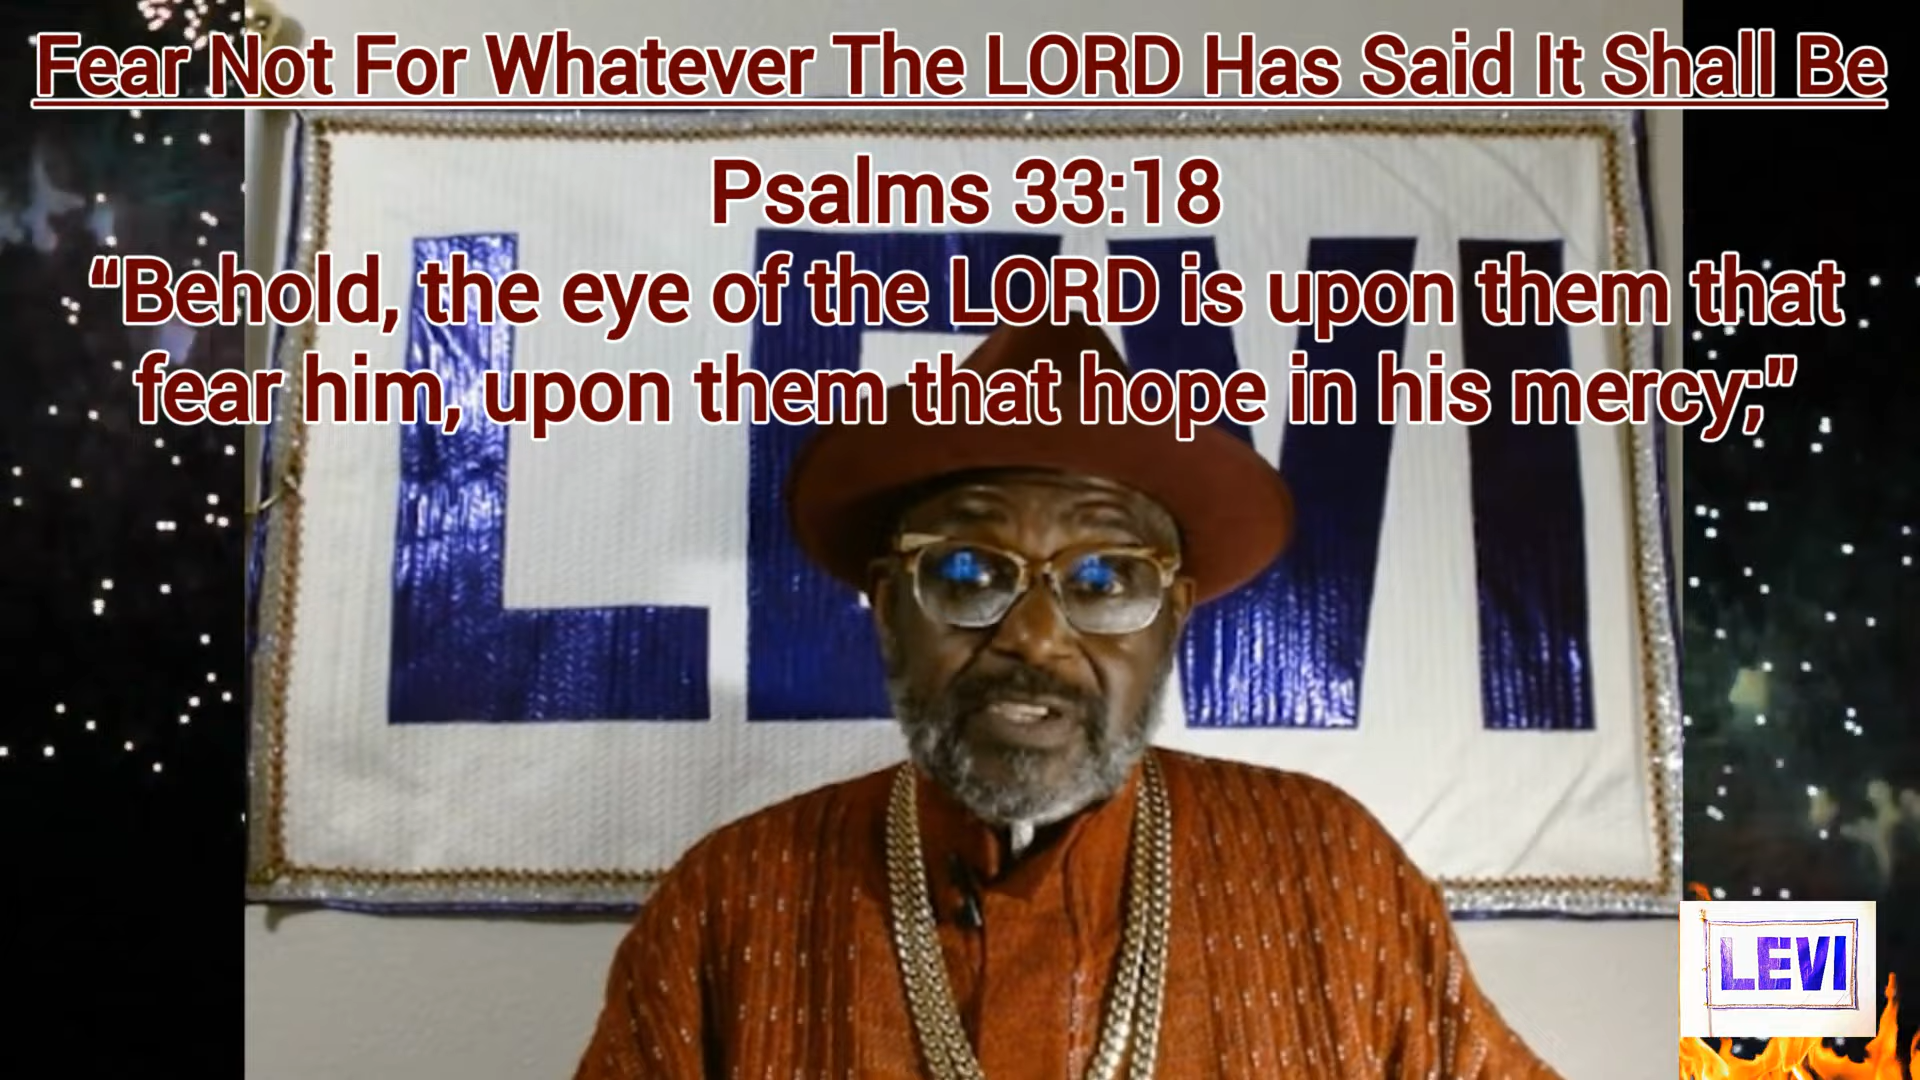 Fear Not For Whatever The LORD Has Said It Shall Be
Psalms 33:18
“Behold, the eye of the LORD is upon them that
fear him, upon them that hope in his mercy;"
LEVI
LEVI